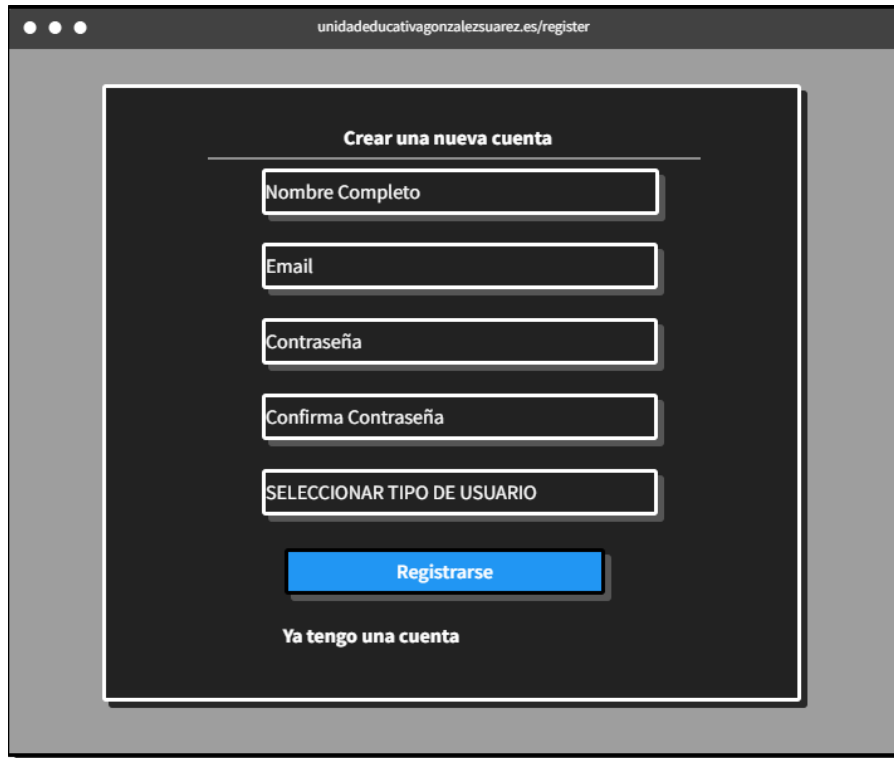 unidadeducativagonzalezsuarez.es/register
Crear una nueva cuenta
Nombre Completo
Email
Contraseña
Confirma Contraseña
SELECCIONAR TIPO DE USUARIO
Registrarse
Ya tengo una cuenta